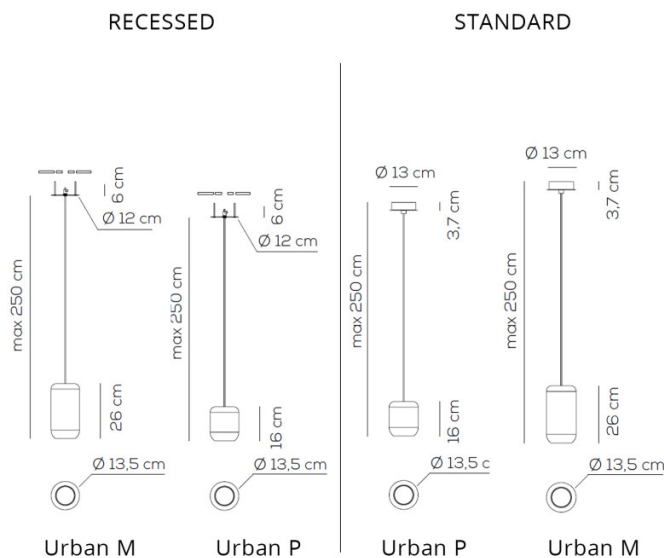 RECESSED
6 cm
Ø 12 cm
max 250 cm
26 cm
Ø 13,5 cm
Urban M
6 cm
Ø 12 cm
max 250 cm
16 cm
Ø 13,5 cm
Urban P
STANDARD
Ø 13 cm
3,7 cm
max 250 cm
16 cm
Ø 13,5 c
Urban P
Ø 13 cm
3,7 cm
max 250 cm
26 cm
Ø 13,5 cm
Urban M